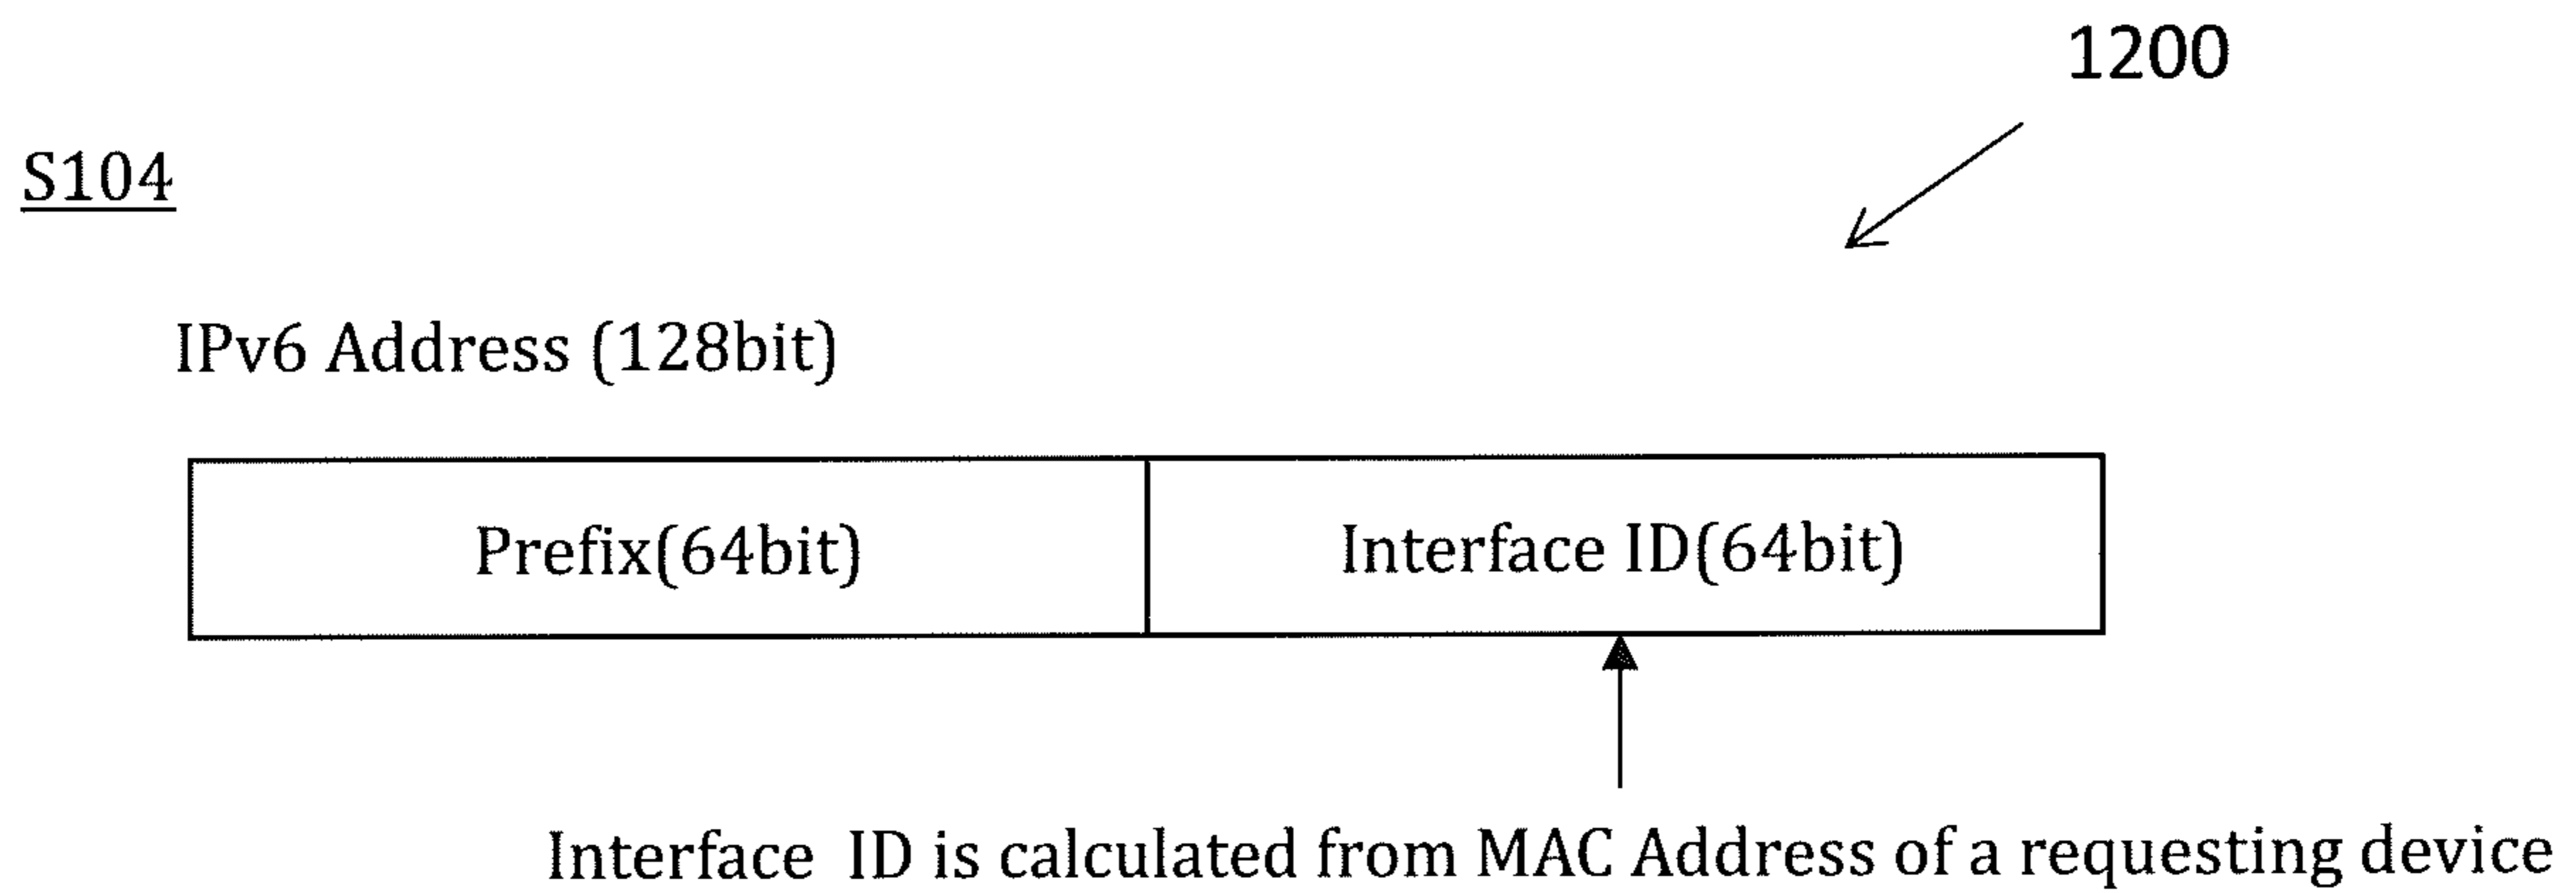 1200
S104
IPv6 Address (128bit)
Prefix(64bit) Interface ID(64bit)
Interface ID is calculated from MAC Address of a requesting device